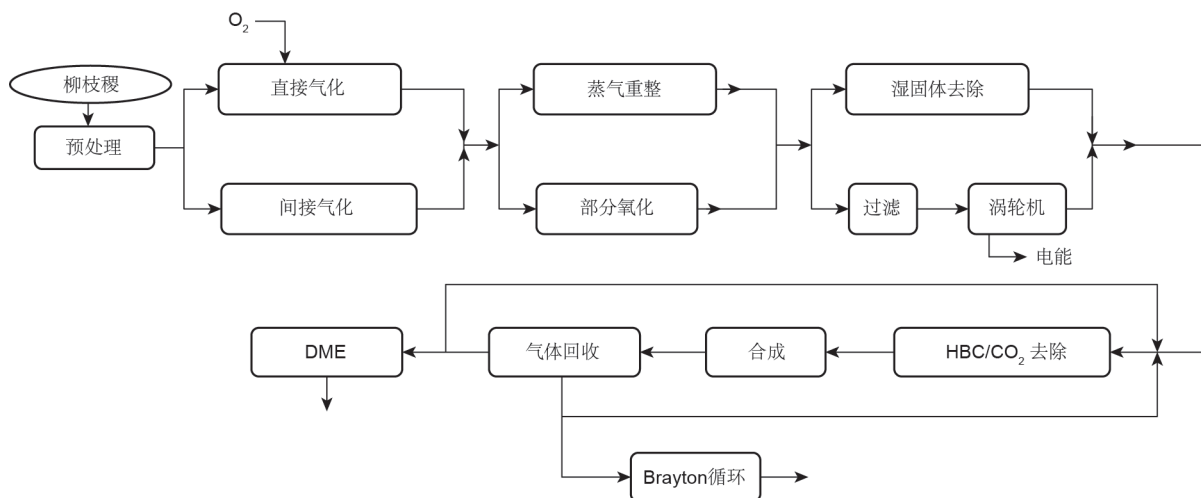 O₂
柳枝稷
直接气化
蒸气重整
湿固体去除
预处理
间接气化
部分氧化
过滤
涡轮机
电能
DME
气体回收
合成
HBC/CO₂ 去除
Brayton循环